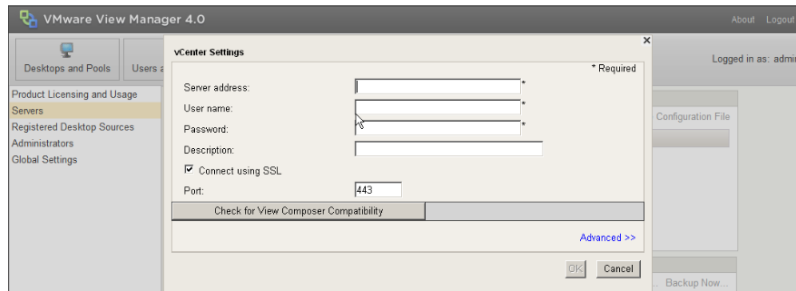 VMware View Manager 4.0
About Logout
Desktops and Pools
Users
Logged in as: admi
Product Licensing and Usage
Servers
Registered Desktop Sources
Administrators
Global Settings
vCenter Settings
* Required
Server address: *
User name: *
Password: *
Description:
Connect using SSL
Port: 443
Check for View Composer Compatibility
Advanced >>
OK Cancel
Configuration File
... Backup Now...